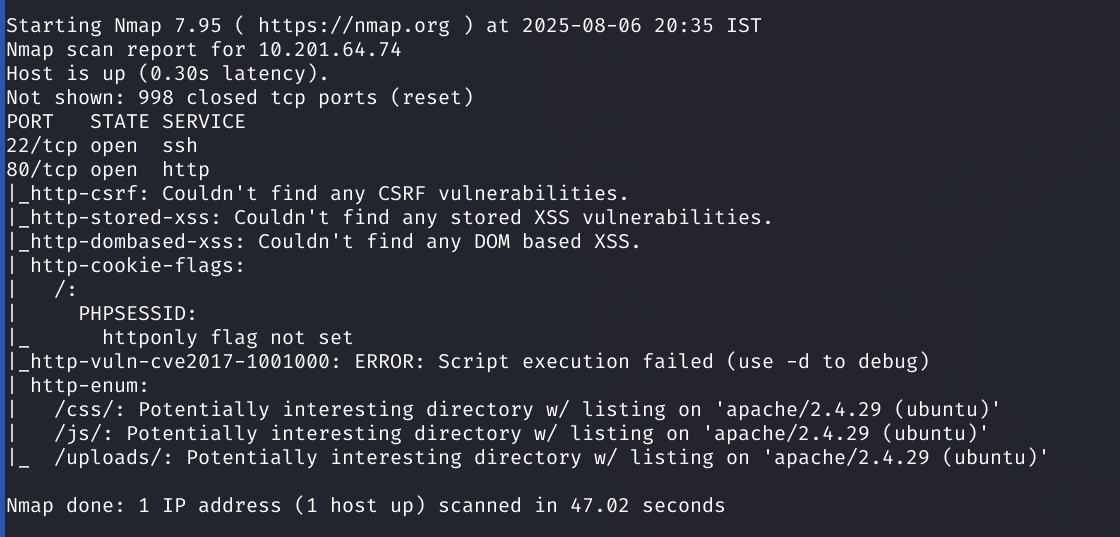 Starting Nmap 7.95 ( https://nmap.org ) at 2025-08-06 20:35 IST
Nmap scan report for 10.201.64.74
Host is up (0.30s latency).
Not shown: 998 closed tcp ports (reset)
PORT   STATE SERVICE
22/tcp open  ssh
80/tcp open  http
|_http-csrf: Couldn't find any CSRF vulnerabilities.
|_http-stored-xss: Couldn't find any stored XSS vulnerabilities.
|_http-dombased-xss: Couldn't find any DOM based XSS.
| http-cookie-flags:
|   /:
|     PHPSESSID:
|_      httponly flag not set
|_http-vuln-cve2017-1001000: ERROR: Script execution failed (use -d to debug)
| http-enum:
|   /css/: Potentially interesting directory w/ listing on 'apache/2.4.29 (ubuntu)'
|   /js/: Potentially interesting directory w/ listing on 'apache/2.4.29 (ubuntu)'
|_  /uploads/: Potentially interesting directory w/ listing on 'apache/2.4.29 (ubuntu)'
Nmap done: 1 IP address (1 host up) scanned in 47.02 seconds